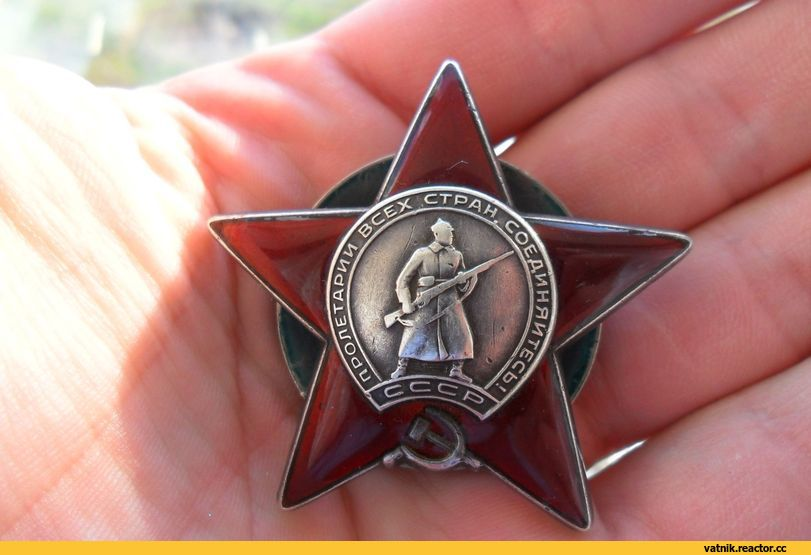 ПРОЛЕТАРИИ ВСЕХ СТРАН, СОЕДИНЯЙТЕСЬ!
СССР
vatnik.reactor.cc